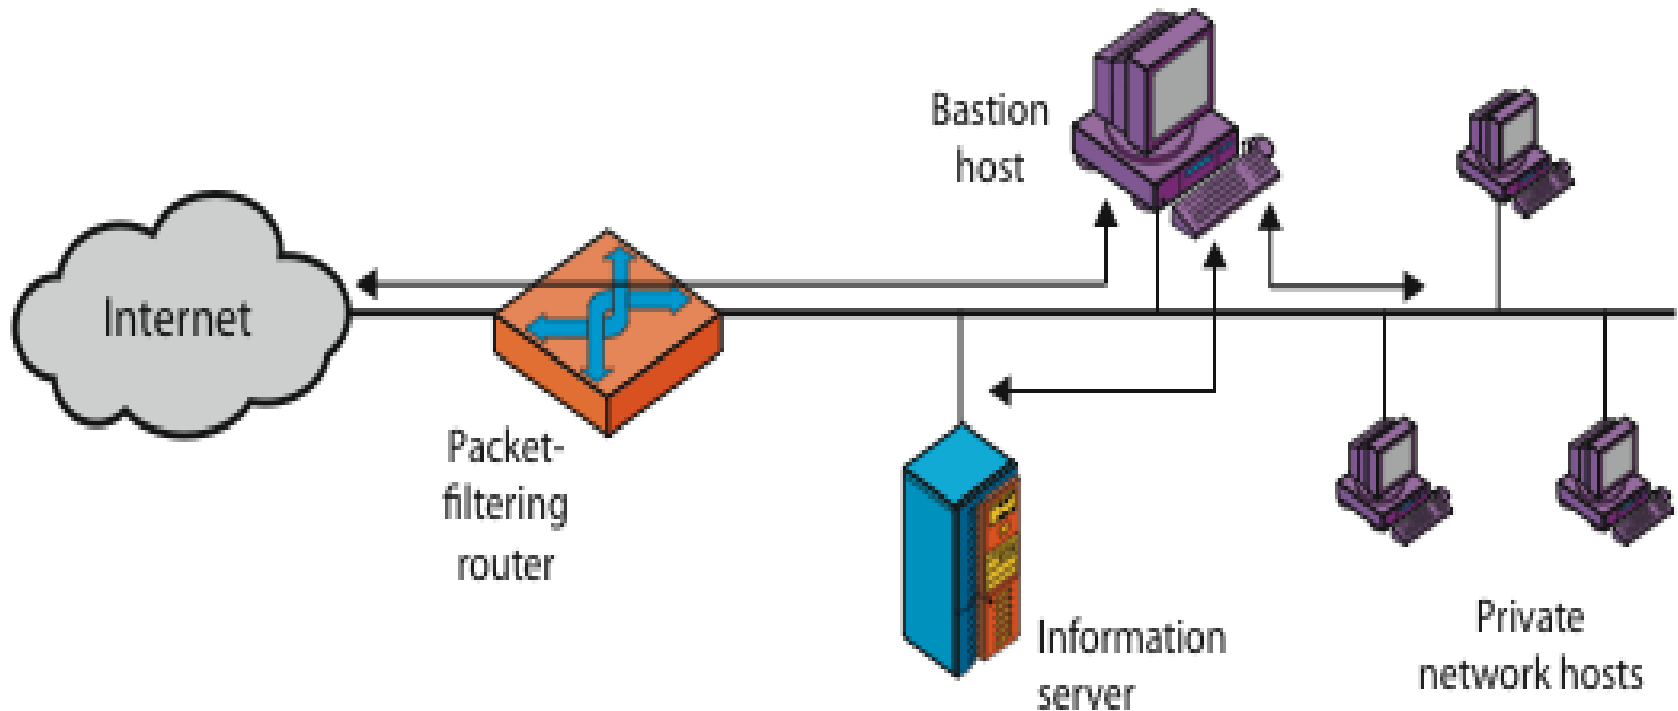 Bastion
host
Internet
Packet-
filtering
router
Information
server
Private
network hosts